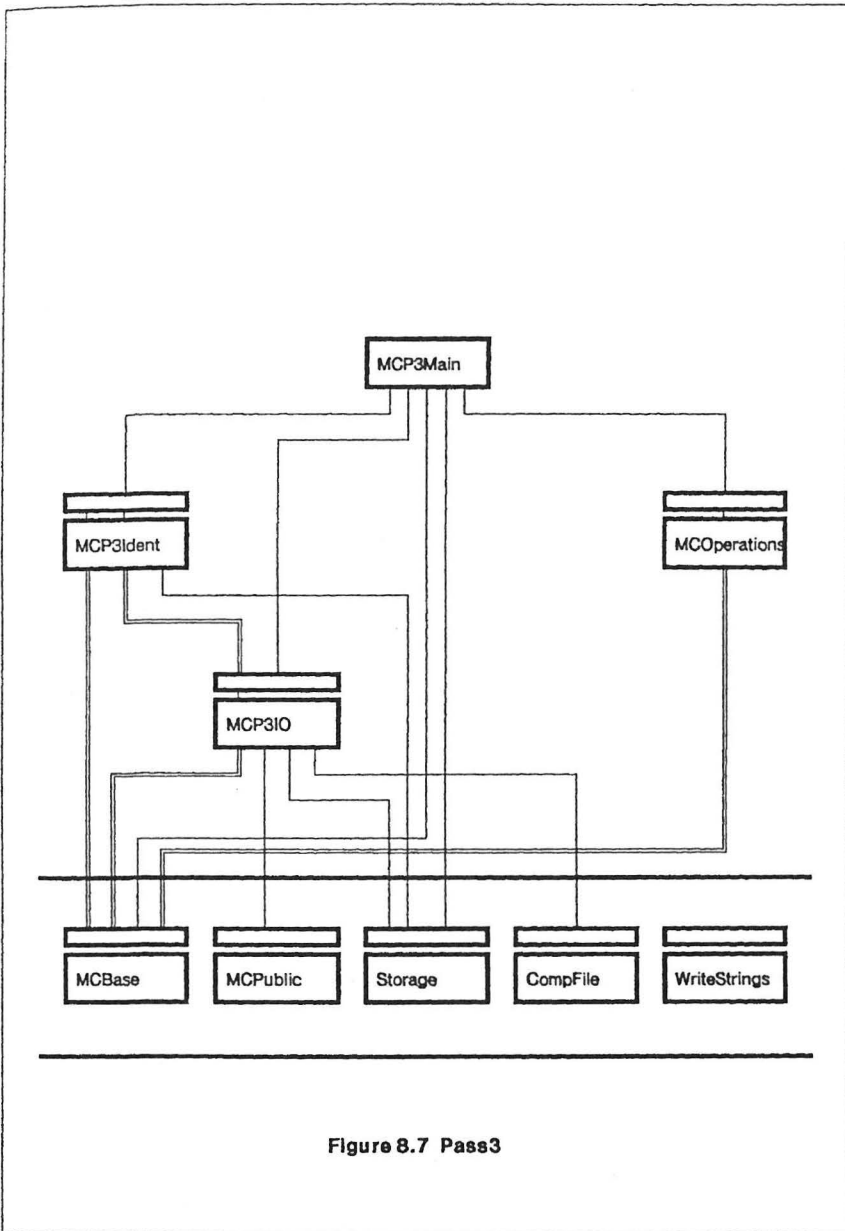 MCP3Main
MCP3Ident
MCOperations
MCP3IO
MCBase
MCPublic
Storage
CompFile
WriteStrings
Figure 8.7 Pass3